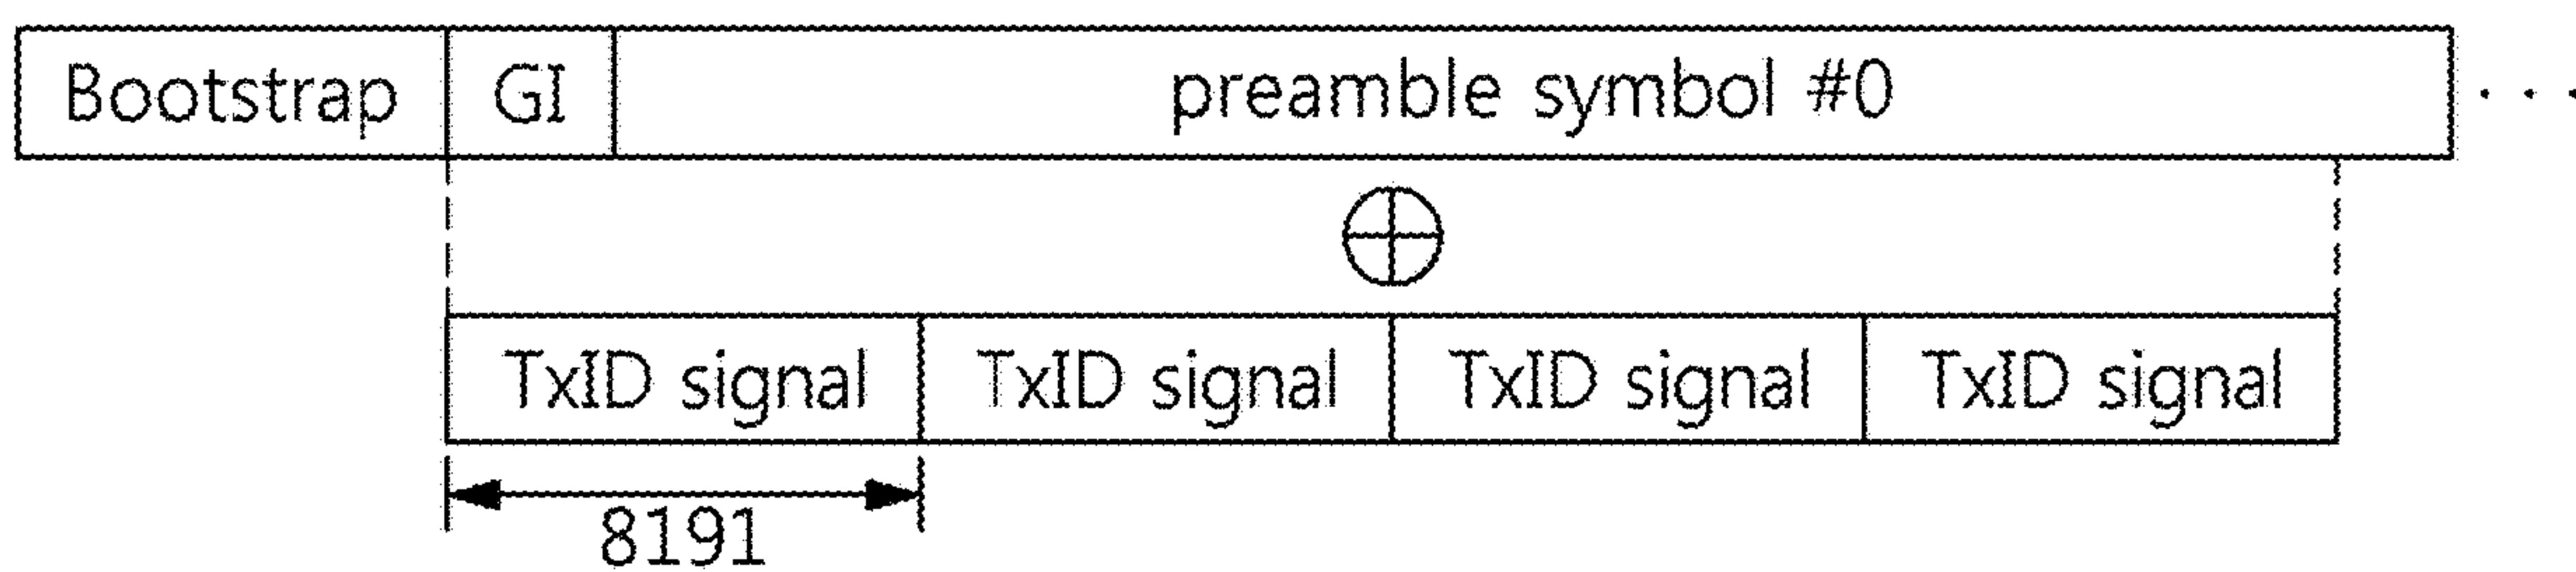 Bootstrap GI preamble symbol #0 ...
TxID signal TxID signal TxID signal TxID signal
8191